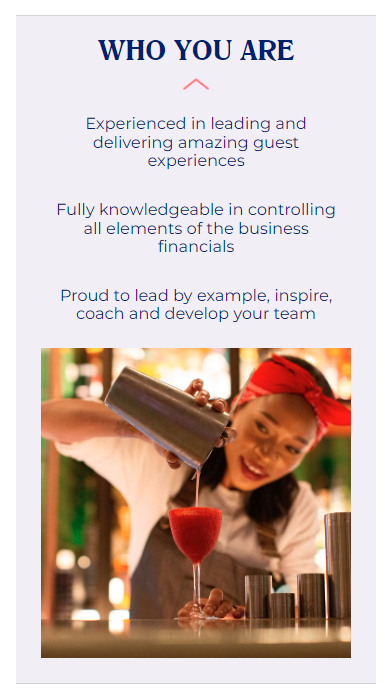 WHO YOU ARE
Experienced in leading and
delivering amazing guest
experiences
Fully knowledgeable in controlling
all elements of the business
financials
Proud to lead by example, inspire,
coach and develop your team